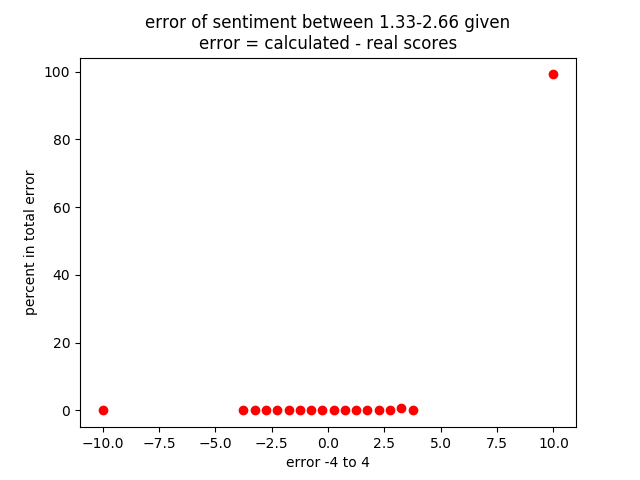 error of sentiment between 1.33-2.66 given
error = calculated - real scores
100
80
60
40
20
0
percent in total error
−10.0 −7.5 −5.0 −2.5 0.0 2.5 5.0 7.5 10.0
error -4 to 4